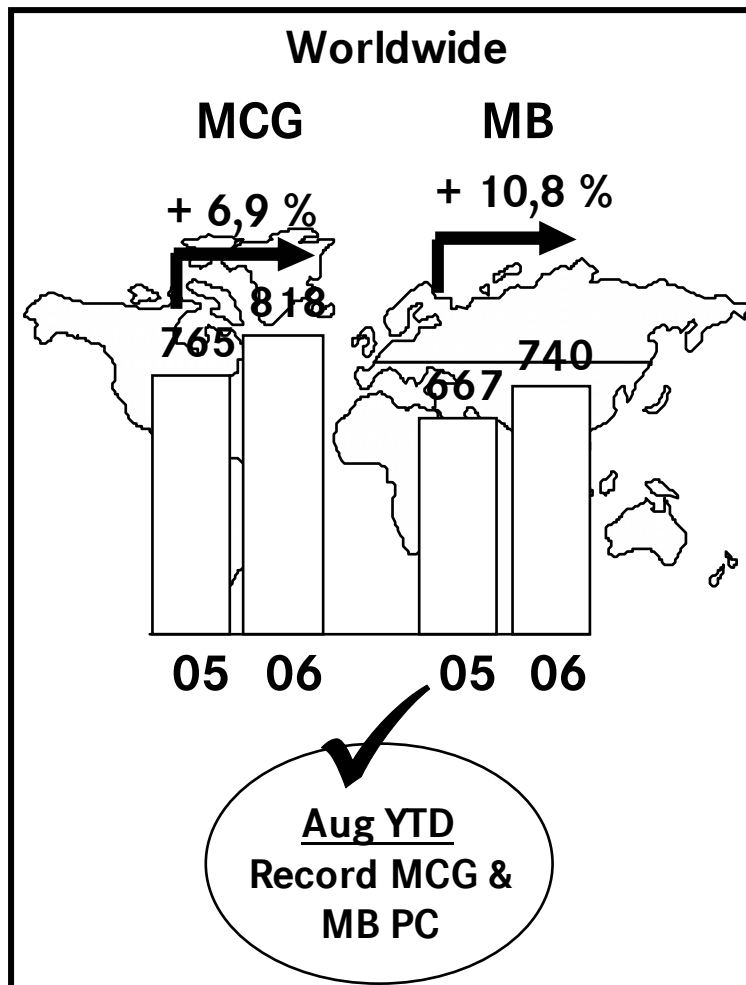 Worldwide
MCG MB
+ 6,9 % + 10,8 %
765 818 667 740
05 06 05 06
Aug YTD
Record MCG &
MB PC